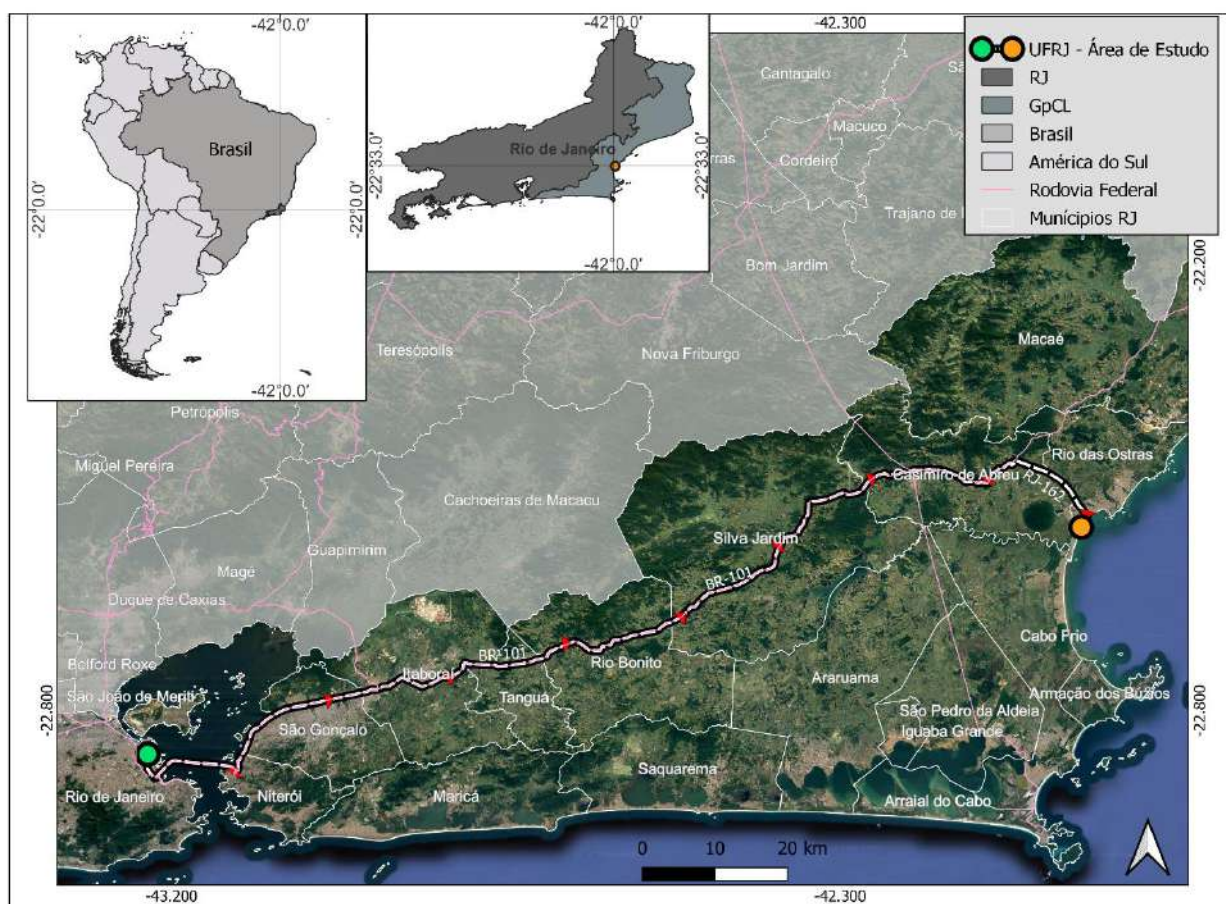 -42°0.0'
-22°0.0'
Brasil
-22°0.0'
-42°0.0'
-42°0.0'
-22°33.0'
Rio de Janeiro
-22°33.0'
-42°0.0'
-42.300
UFRJ - Área de Estudo
RJ
GpCL
Brasil
América do Sul
Rodovia Federal
Munícipios RJ
-22.200
Cantagalo
Macuco
Cordeiro
Trajano de
Bom Jardim
Macaé
Teresópolis
Nova Friburgo
Petrópolis
Rio das Ostras
Miguel Pereira
Casimiro de Abreu
RJ-162
Cachoeiras de Macacu
Silva Jardim
Guapimirim
BR-101
Magé
Duque de Caxias
Cabo Frio
BR-101
Rio Bonito
Belford Roxo
Itaboraí
Araruama
São João de Meriti
Tanguá
Armação dos Búzios
-22.800
São Gonçalo
São Pedro da Aldeia
-22.800
Iguaba Grande
Saquarema
Rio de Janeiro
Niterói
Maricá
Arraial do Cabo
0 10 20 km
-43.200
-42.300